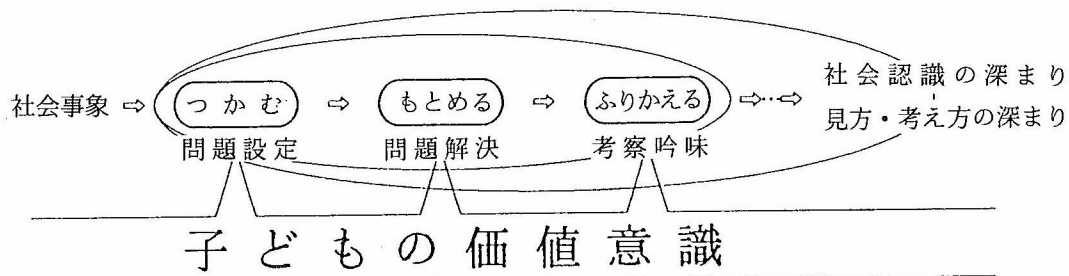 社会事象 ⇨ つかむ ⇨ もとめる ⇨ ふりかえる ⇨…⇨ 社会認識の深まり
見方・考え方の深まり
問題設定 問題解決 考察吟味
子どもの価値意識